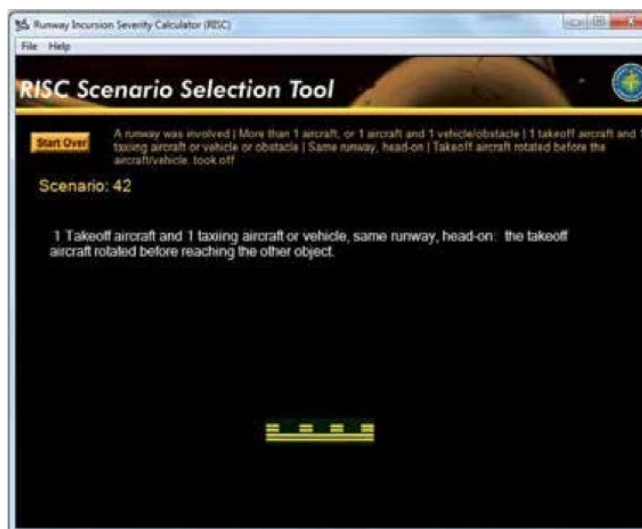 Runway Incursion Severity Calculator (RISC)
File Help
RISC Scenario Selection Tool
Start Over
A runway was involved | More than 1 aircraft, or 1 aircraft and 1 vehicle/obstacle | 1 takeoff aircraft and 1
taxiing aircraft or vehicle or obstacle | Same runway, head-on | Takeoff aircraft rotated before the
aircraft/vehicle, took off
Scenario: 42
1 Takeoff aircraft and 1 taxiing aircraft or vehicle, same runway, head-on: the takeoff
aircraft rotated before reaching the other object.